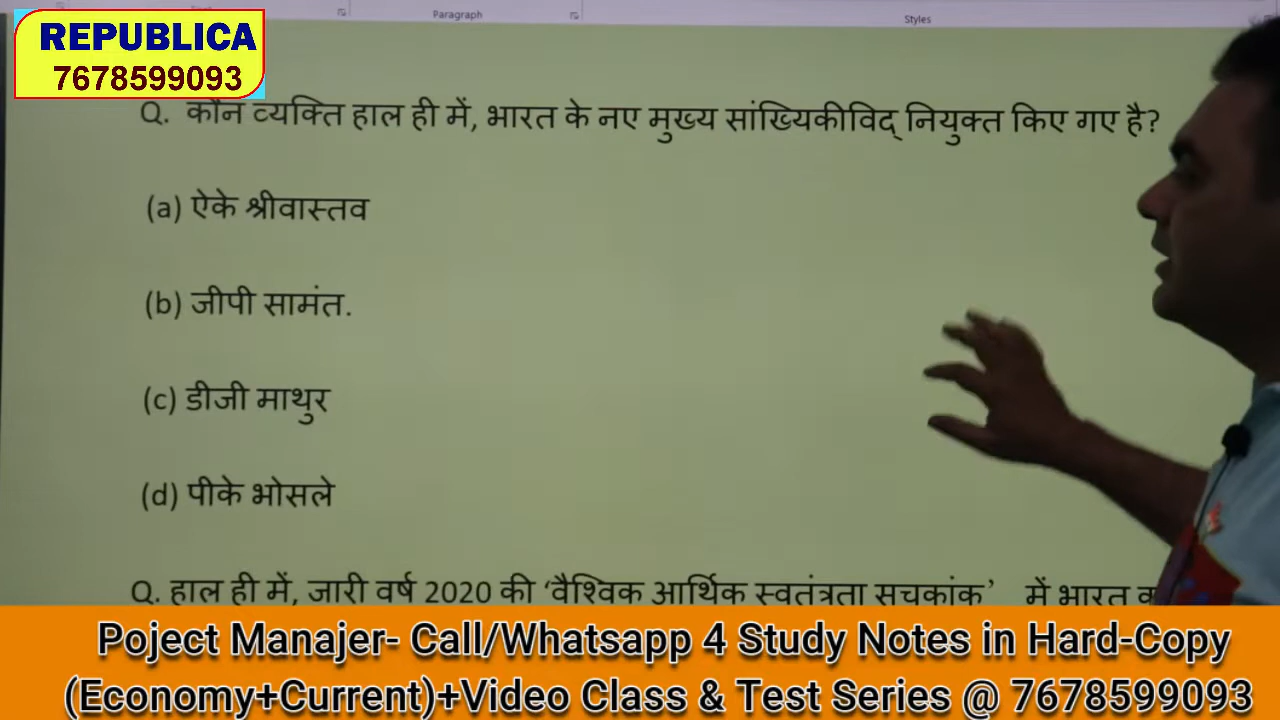 Paragraph
Styles
REPUBLICA
7678599093
Q. कौन व्यक्ति हाल ही में, भारत के नए मुख्य सांख्यिकीविद् नियुक्त किए गए है?
(a) ऐके श्रीवास्तव
(b) जीपी सामंत.
(c) डीजी माथुर
(d) पीके भोसले
Q. हाल ही में, जारी वर्ष 2020 की ‘वैश्विक आर्थिक स्वतंत्रता सचकांक’ में भारत
Poject Manajer- Call/Whatsapp 4 Study Notes in Hard-Copy
(Economy+Current)+Video Class & Test Series @ 7678599093